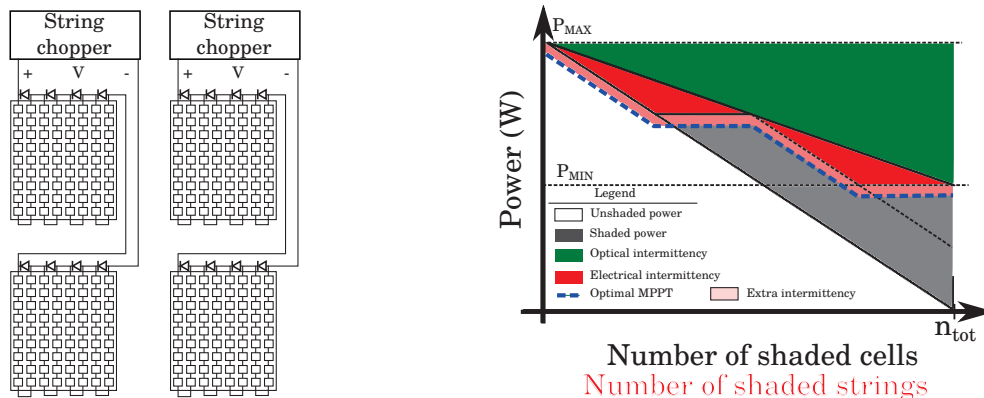 String
chopper
+ V -
String
chopper
+ V -
P_MAX
Power (W)
P_MIN
Legend
Unshaded power
Shaded power
Optical intermittency
Electrical intermittency
Optimal MPPT
Extra intermittency
n_tot
Number of shaded cells
Number of shaded strings